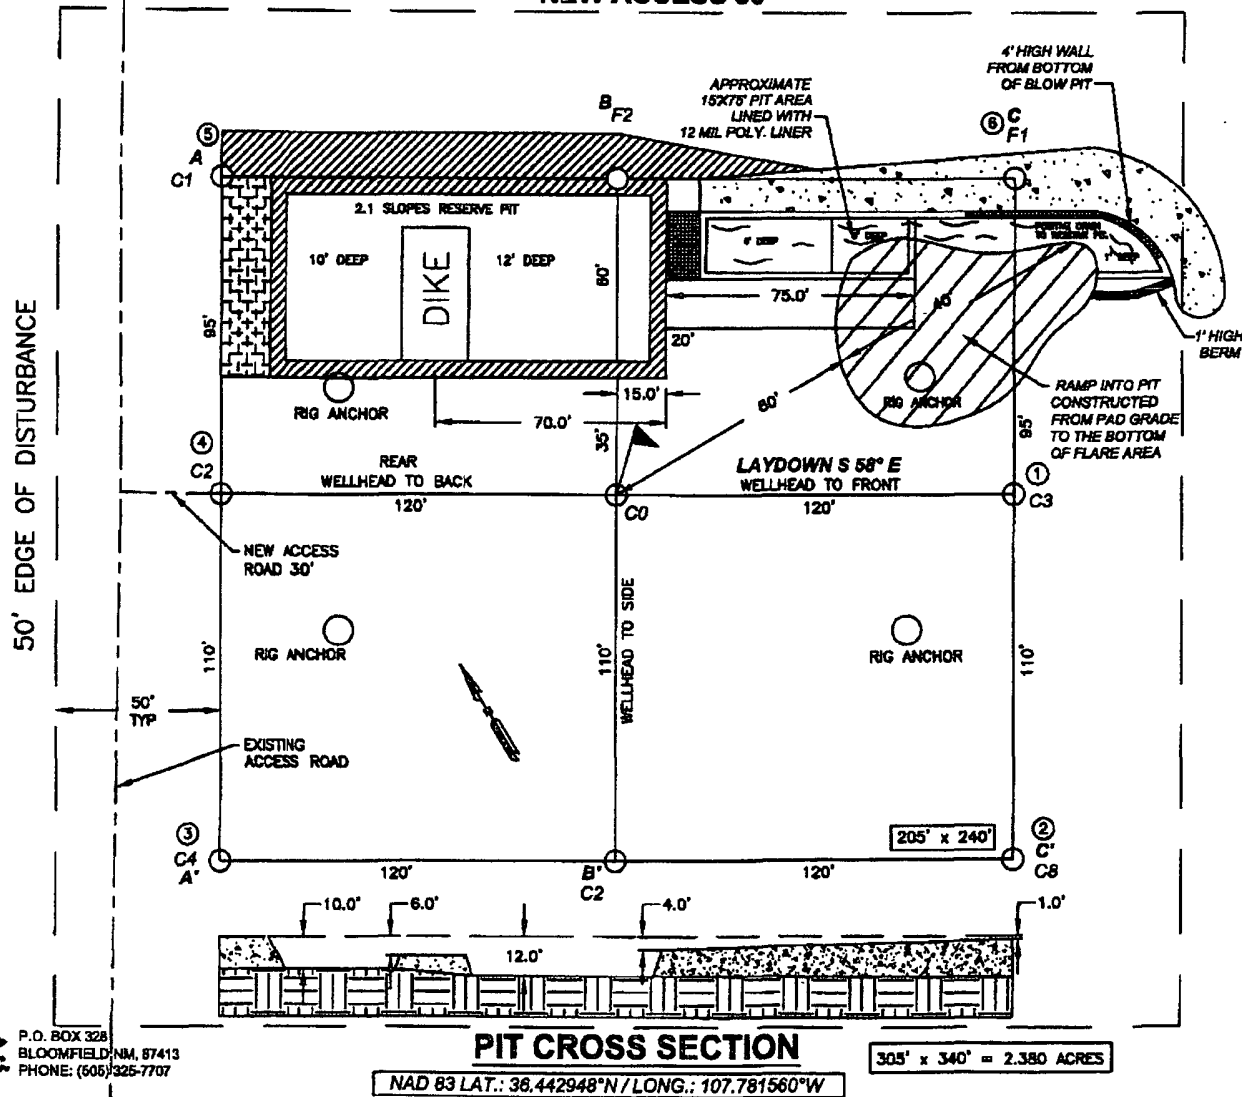 4' HIGH WALL
FROM BOTTOM
OF BLOW PIT
APPROXIMATE
15X75' PIT AREA
LINED WITH
12 MIL POLY. LINER
B
F2
⑤
A
C1
⑥ C
F1
2.1 SLOPES RESERVE PIT
10' DEEP
DIKE
12' DEEP
60'
95'
75.0'
20'
40'
1' HIGH
BERM
RIG ANCHOR
15.0'
70.0'
35'
60'
RIG ANCHOR
RAMP INTO PIT
CONSTRUCTED
FROM PAD GRADE
TO THE BOTTOM
OF FLARE AREA
95'
50' EDGE OF DISTURBANCE
④
C2
REAR
WELLHEAD TO BACK
120'
LAYDOWN S 58° E
WELLHEAD TO FRONT
120'
C0
①
C3
NEW ACCESS
ROAD 30'
RIG ANCHOR
RIG ANCHOR
110'
110'
WELLHEAD TO SIDE
110'
50'
TYP
EXISTING
ACCESS ROAD
205' x 240'
③
C4
A'
120'
B'
C2
120'
②
C'
C8
10.0'
6.0'
12.0'
4.0'
1.0'
P.O. BOX 328
BLOOMFIELD, NM, 87413
PHONE: (505) 325-7707
PIT CROSS SECTION
305' x 340' = 2.380 ACRES
NAD 83 LAT.: 36.442948°N / LONG.: 107.781560°W